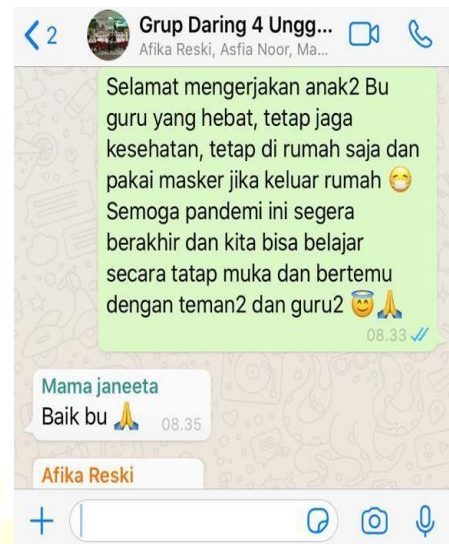 2
Grup Daring 4 Ungg...
Afika Reski, Asfia Noor, Ma...
Selamat mengerjakan anak2 Bu
guru yang hebat, tetap jaga
kesehatan, tetap di rumah saja dan
pakai masker jika keluar rumah 😷
Semoga pandemi ini segera
berakhir dan kita bisa belajar
secara tatap muka dan bertemu
dengan teman2 dan guru2 😇🙏
08.33
Mama janeeta
Baik bu 🙏 08.35
Afika Reski